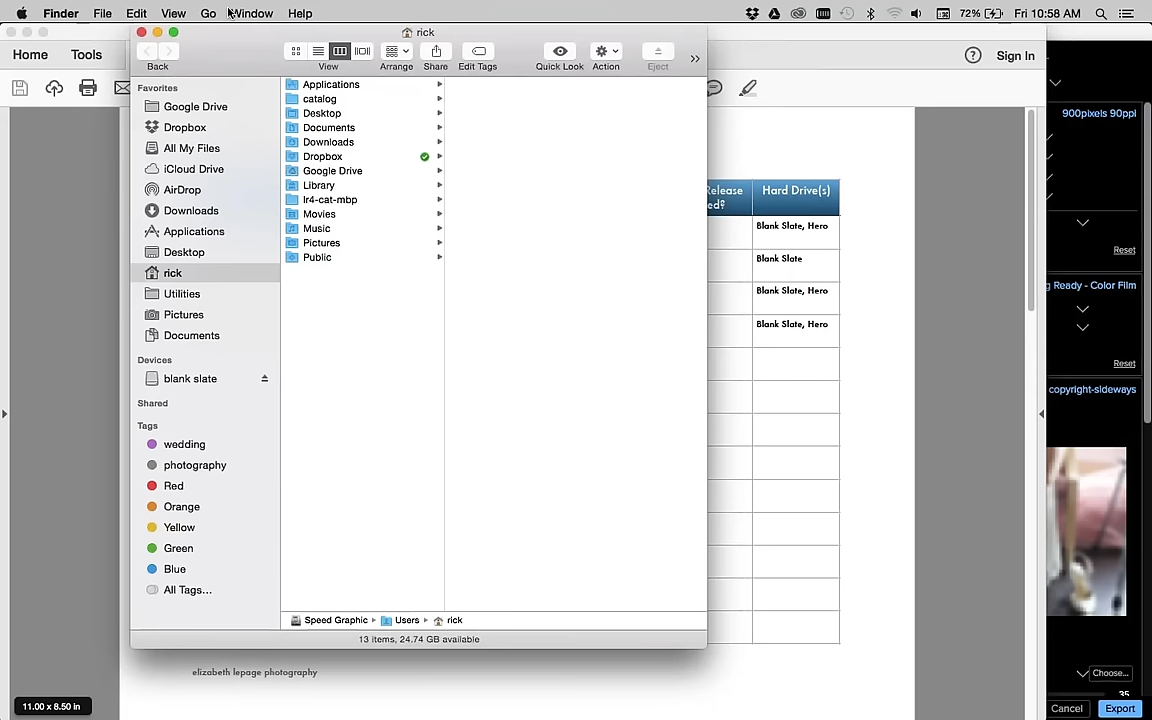 Finder File Edit View Go Window Help
72% Fri 10:58 AM
rick
Home Tools
Sign In
Back View Arrange Share Edit Tags Quick Look Action Eject
Favorites
Google Drive
Dropbox
All My Files
iCloud Drive
AirDrop
Downloads
Applications
Desktop
rick
Utilities
Pictures
Documents
Devices
blank slate
Shared
Tags
wedding
photography
Red
Orange
Yellow
Green
Blue
All Tags...
Applications
catalog
Desktop
Documents
Downloads
Dropbox
Google Drive
Library
lr4-cat-mbp
Movies
Music
Pictures
Public
Speed Graphic Users rick
13 items, 24.74 GB available
Release Hard Drive(s)
ed?
Blank Slate, Hero
Blank Slate
Blank Slate, Hero
Blank Slate, Hero
elizabeth lepage photography
11.00 x 8.50 in
900pixels 90ppi
Reset
g Ready - Color Film
Reset
copyright-sideways
Choose...
35
Cancel Export